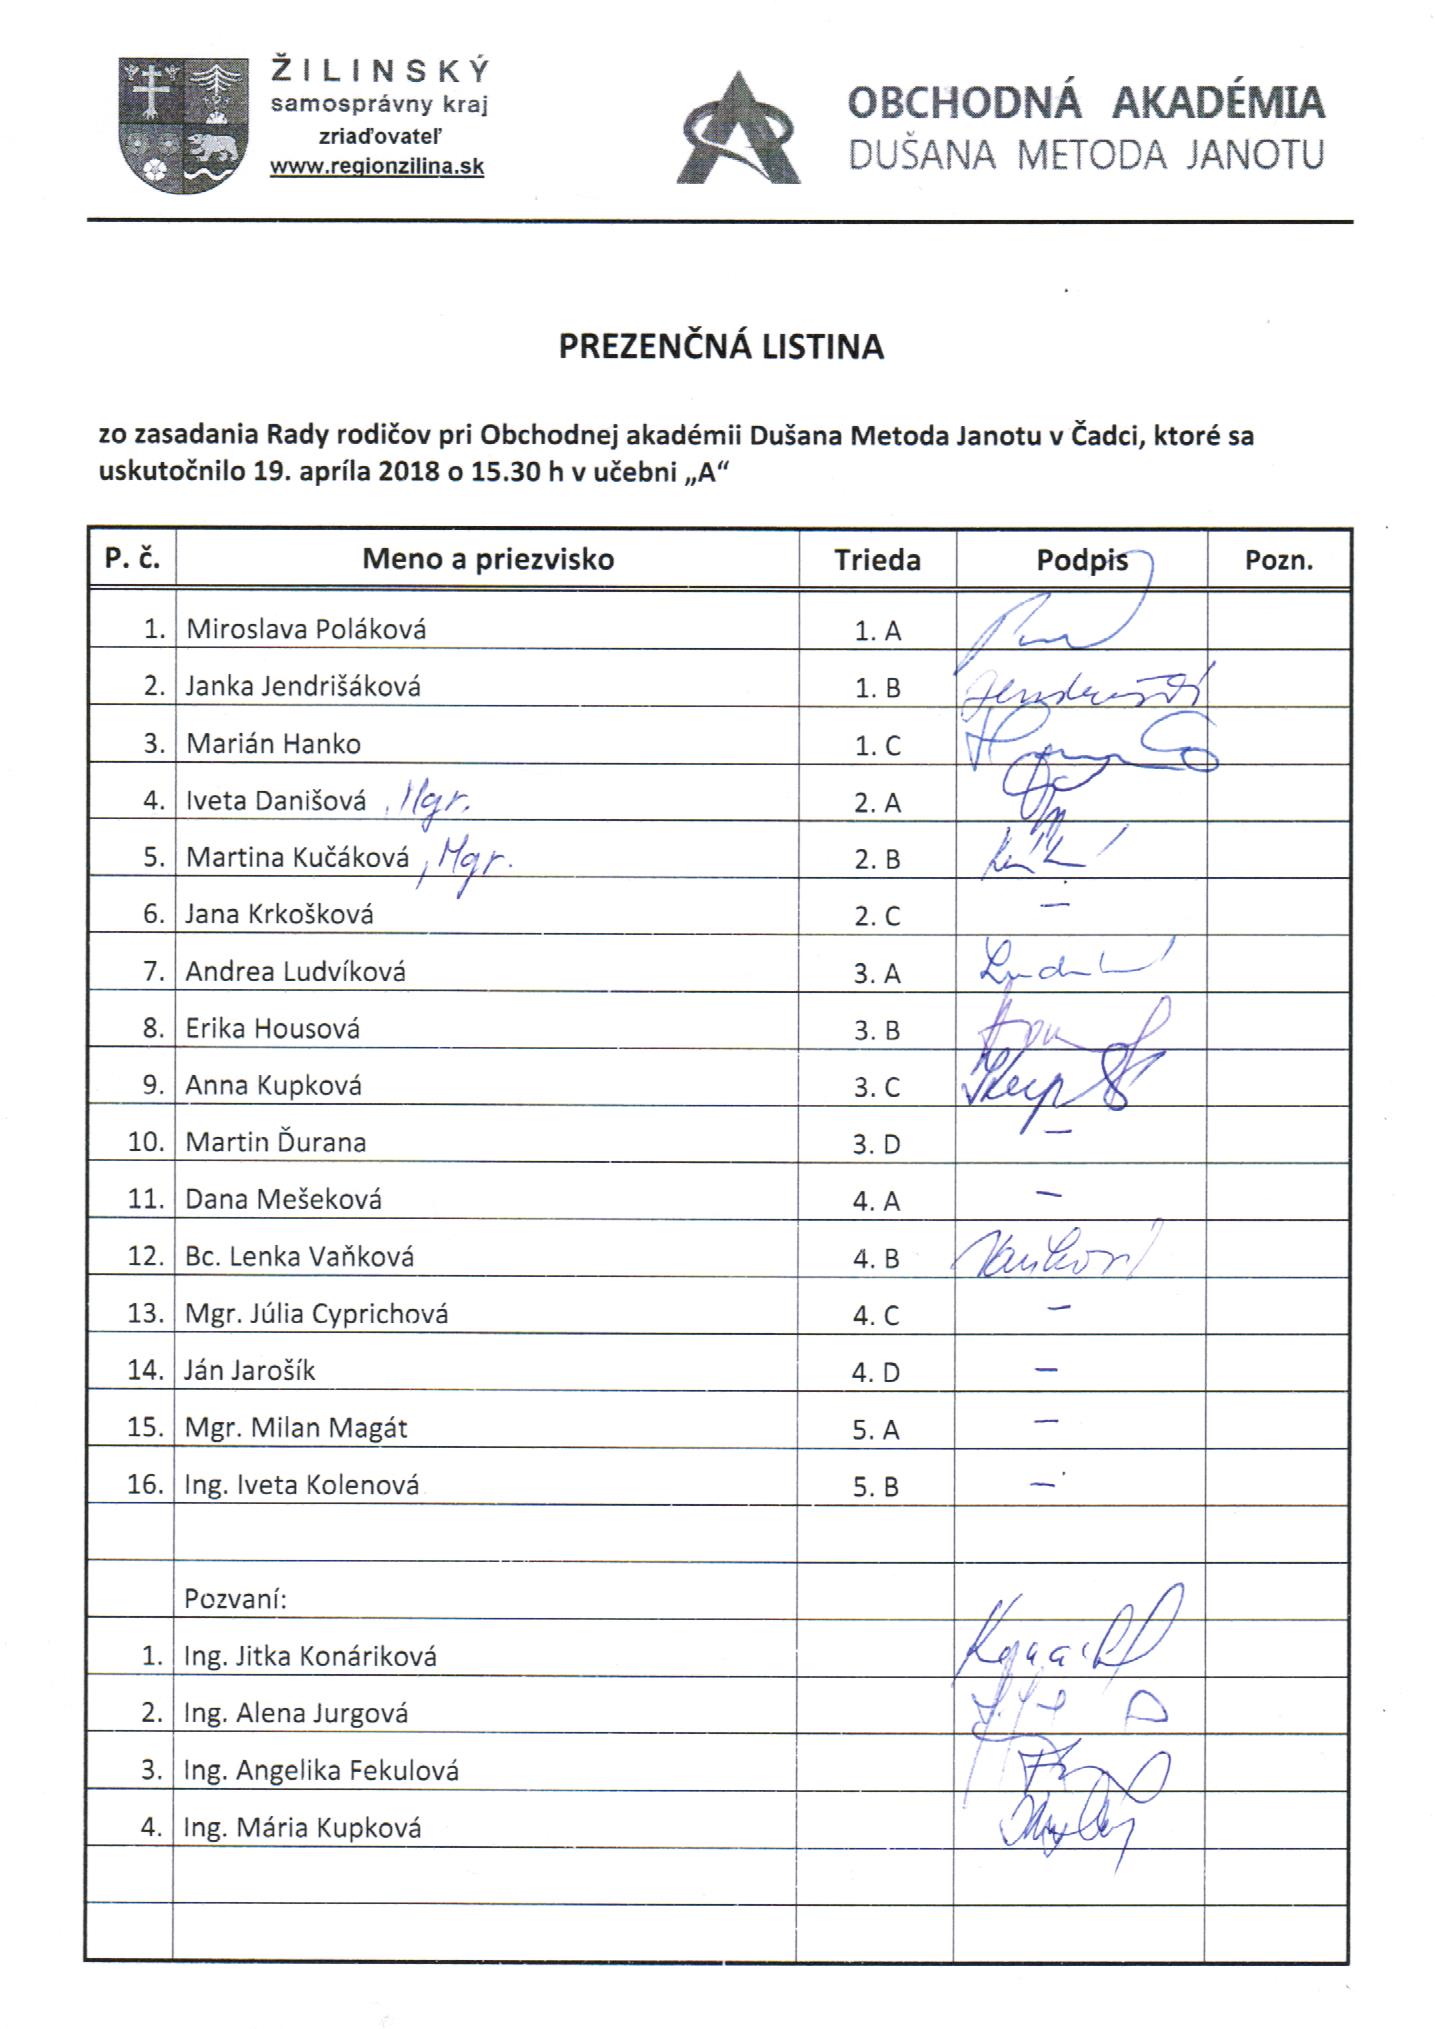 ŽILINSKÝ
samosprávny kraj
zriaďovateľ
www.regionzilina.sk
OBCHODNÁ AKADÉMIA
DUŠANA METODA JANOTU
PREZENČNÁ LISTINA
zo zasadania Rady rodičov pri Obchodnej akadémii Dušana Metoda Janotu v Čadci, ktoré sa
uskutočnilo 19. apríla 2018 o 15.30 h v učebni „A“
P. č. Meno a priezvisko Trieda Podpis Pozn.
1. Miroslava Poláková 1. A
2. Janka Jendrišáková 1. B
3. Marián Hanko 1. C
4. Iveta Danišová , Mgr. 2. A
5. Martina Kučáková , Mgr. 2. B
6. Jana Krkošková 2. C –
7. Andrea Ludvíková 3. A
8. Erika Housová 3. B
9. Anna Kupková 3. C
10. Martin Ďurana 3. D –
11. Dana Mešeková 4. A –
12. Bc. Lenka Vaňková 4. B
13. Mgr. Júlia Cyprichová 4. C –
14. Ján Jarošík 4. D –
15. Mgr. Milan Magát 5. A –
16. Ing. Iveta Kolenová 5. B –
Pozvaní:
1. Ing. Jitka Konáriková
2. Ing. Alena Jurgová
3. Ing. Angelika Fekulová
4. Ing. Mária Kupková